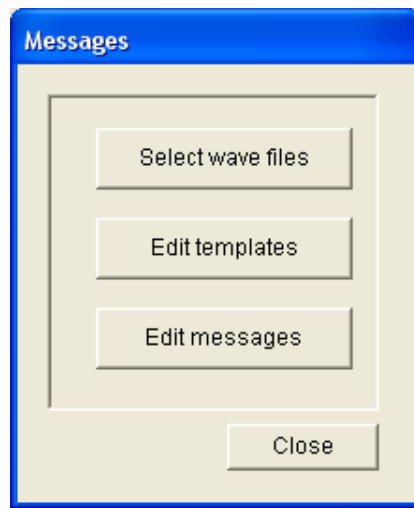 Messages
Select wave files
Edit templates
Edit messages
Close